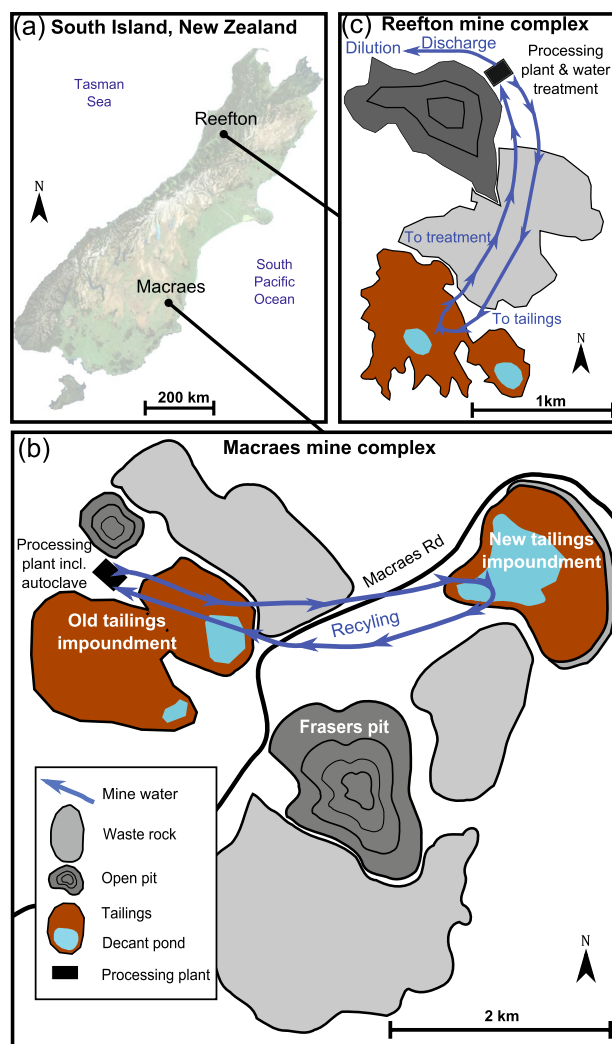 (a) South Island, New Zealand
Tasman
Sea
Reefton
N
Macraes
South
Pacific
Ocean
200 km
(c) Reefton mine complex
Dilution
Discharge
Processing
plant & water
treatment
To treatment
To tailings
N
1km
(b) Macraes mine complex
Processing
plant incl.
autoclave
Macraes Rd
New tailings
impoundment
Old tailings
impoundment
Recyling
Frasers pit
Mine water
Waste rock
Open pit
Tailings
Decant pond
Processing plant
N
2 km